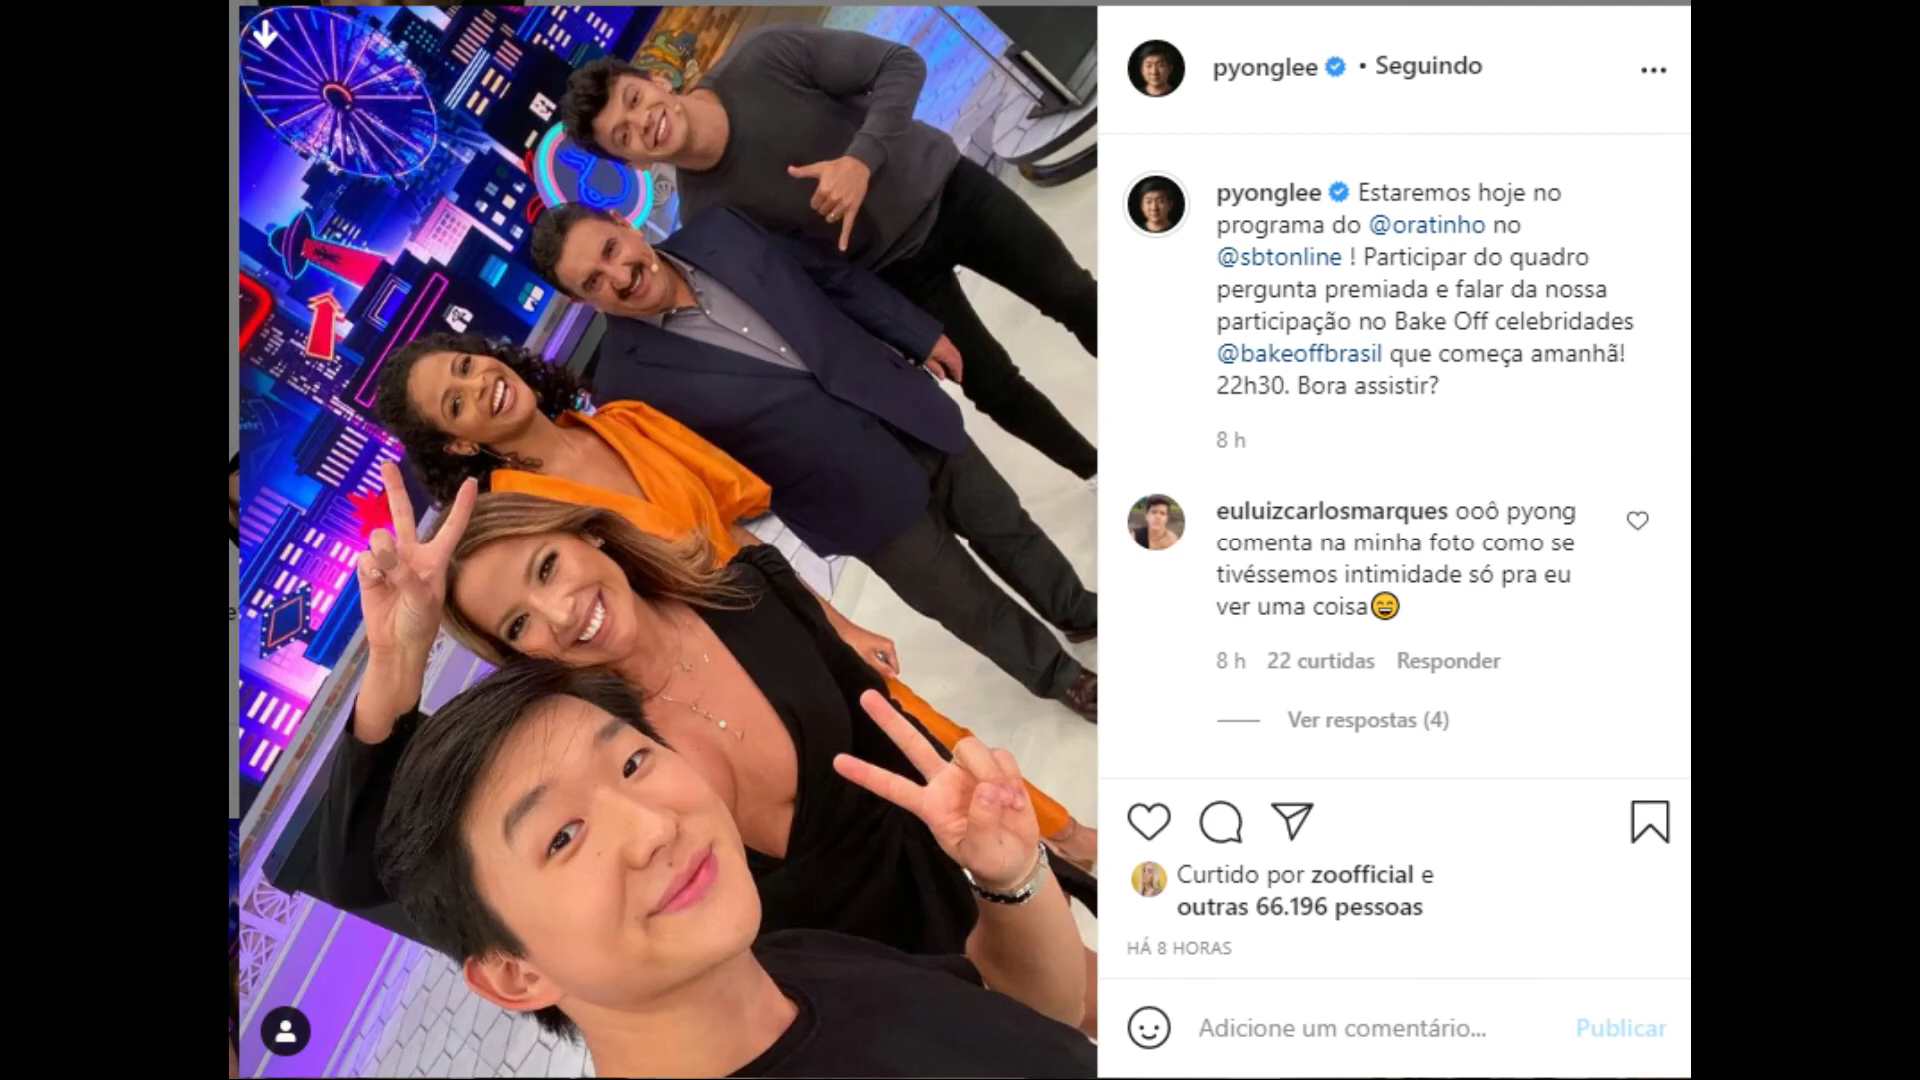 pyonglee • Seguindo
pyonglee Estaremos hoje no
programa do @oratinho no
@sbtonline ! Participar do quadro
pergunta premiada e falar da nossa
participação no Bake Off celebridades
@bakeoffbrasil que começa amanhã!
22h30. Bora assistir?
8 h
euluizcarlosmarques ooô pyong
comenta na minha foto como se
tivéssemos intimidade só pra eu
ver uma coisa😄
8 h 22 curtidas Responder
Ver respostas (4)
Curtido por zoofficial e
outras 66.196 pessoas
HÁ 8 HORAS
Adicione um comentário... Publicar